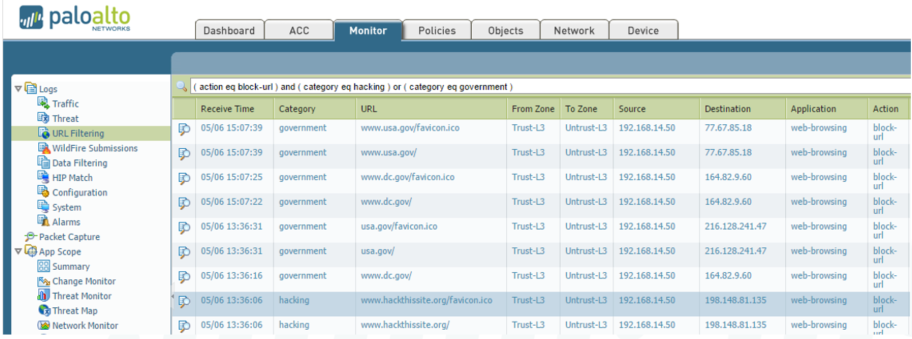 paloalto
NETWORKS
Dashboard ACC Monitor Policies Objects Network Device
Logs
Traffic
Threat
URL Filtering
WildFire Submissions
Data Filtering
HIP Match
Configuration
System
Alarms
Packet Capture
App Scope
Summary
Change Monitor
Threat Monitor
Threat Map
Network Monitor
( action eq block-url ) and ( category eq hacking ) or ( category eq government )
Receive Time Category URL From Zone To Zone Source Destination Application Action
05/06 15:07:39 government www.usa.gov/favicon.ico Trust-L3 Untrust-L3 192.168.14.50 77.67.85.18 web-browsing block-
url
05/06 15:07:39 government www.usa.gov/ Trust-L3 Untrust-L3 192.168.14.50 77.67.85.18 web-browsing block-
url
05/06 15:07:25 government www.dc.gov/favicon.ico Trust-L3 Untrust-L3 192.168.14.50 164.82.9.60 web-browsing block-
url
05/06 15:07:22 government www.dc.gov/ Trust-L3 Untrust-L3 192.168.14.50 164.82.9.60 web-browsing block-
url
05/06 13:36:31 government usa.gov/favicon.ico Trust-L3 Untrust-L3 192.168.14.50 216.128.241.47 web-browsing block-
url
05/06 13:36:31 government usa.gov/ Trust-L3 Untrust-L3 192.168.14.50 216.128.241.47 web-browsing block-
url
05/06 13:36:16 government www.dc.gov/ Trust-L3 Untrust-L3 192.168.14.50 164.82.9.60 web-browsing block-
url
05/06 13:36:06 hacking www.hackthissite.org/favicon.ico Trust-L3 Untrust-L3 192.168.14.50 198.148.81.135 web-browsing block-
url
05/06 13:36:06 hacking www.hackthissite.org/ Trust-L3 Untrust-L3 192.168.14.50 198.148.81.135 web-browsing block-
url